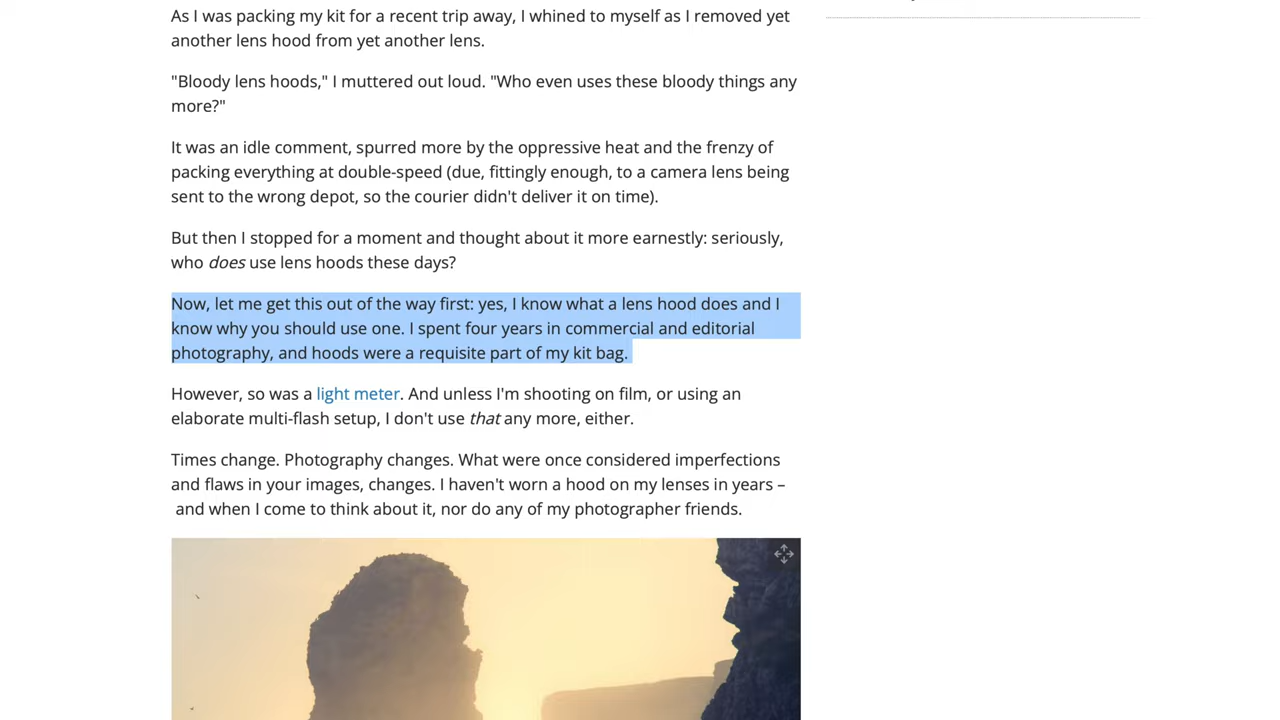 As I was packing my kit for a recent trip away, I whined to myself as I removed yet
another lens hood from yet another lens.
"Bloody lens hoods," I muttered out loud. "Who even uses these bloody things any
more?"
It was an idle comment, spurred more by the oppressive heat and the frenzy of
packing everything at double-speed (due, fittingly enough, to a camera lens being
sent to the wrong depot, so the courier didn't deliver it on time).
But then I stopped for a moment and thought about it more earnestly: seriously,
who does use lens hoods these days?
Now, let me get this out of the way first: yes, I know what a lens hood does and I
know why you should use one. I spent four years in commercial and editorial
photography, and hoods were a requisite part of my kit bag.
However, so was a light meter. And unless I'm shooting on film, or using an
elaborate multi-flash setup, I don't use that any more, either.
Times change. Photography changes. What were once considered imperfections
and flaws in your images, changes. I haven't worn a hood on my lenses in years –
and when I come to think about it, nor do any of my photographer friends.